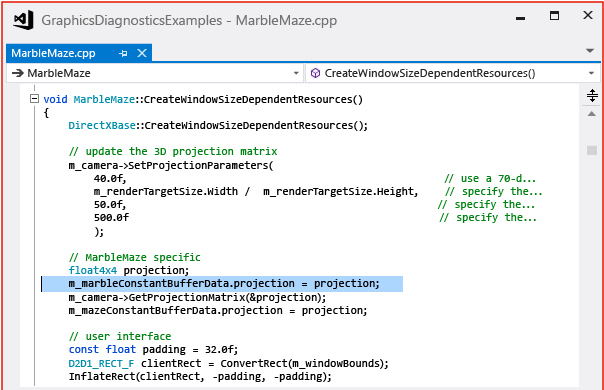 GraphicsDiagnosticsExamples - MarbleMaze.cpp
MarbleMaze.cpp
MarbleMaze
CreateWindowSizeDependentResources()
void MarbleMaze::CreateWindowSizeDependentResources()
{
DirectXBase::CreateWindowSizeDependentResources();
// update the 3D projection matrix
m_camera->SetProjectionParameters(
40.0f, // use a 70-d...
m_renderTargetSize.Width / m_renderTargetSize.Height, // specify the...
50.0f, // specify the...
500.0f // specify the...
);
// MarbleMaze specific
float4x4 projection;
m_marbleConstantBufferData.projection = projection;
m_camera->GetProjectionMatrix(&projection);
m_mazeConstantBufferData.projection = projection;
// user interface
const float padding = 32.0f;
D2D1_RECT_F clientRect = ConvertRect(m_windowBounds);
InflateRect(clientRect, -padding, -padding);